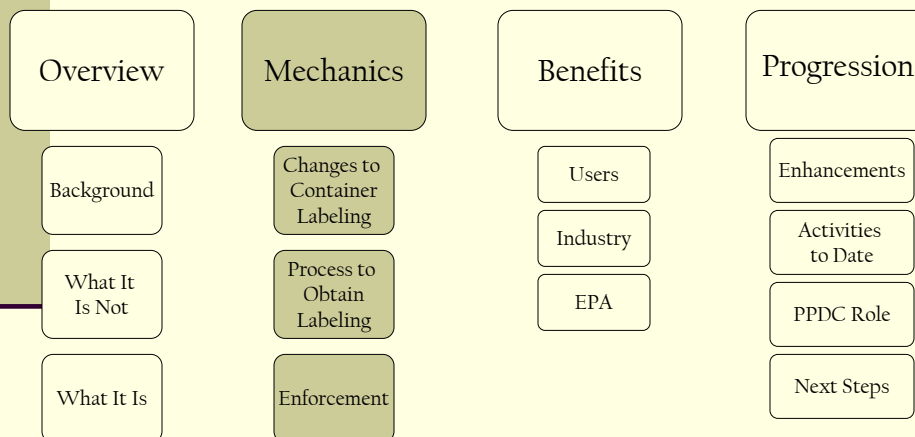 Overview
Background
What It
Is Not
What It Is
Mechanics
Changes to
Container
Labeling
Process to
Obtain
Labeling
Enforcement
Benefits
Users
Industry
EPA
Progression
Enhancements
Activities
to Date
PPDC Role
Next Steps